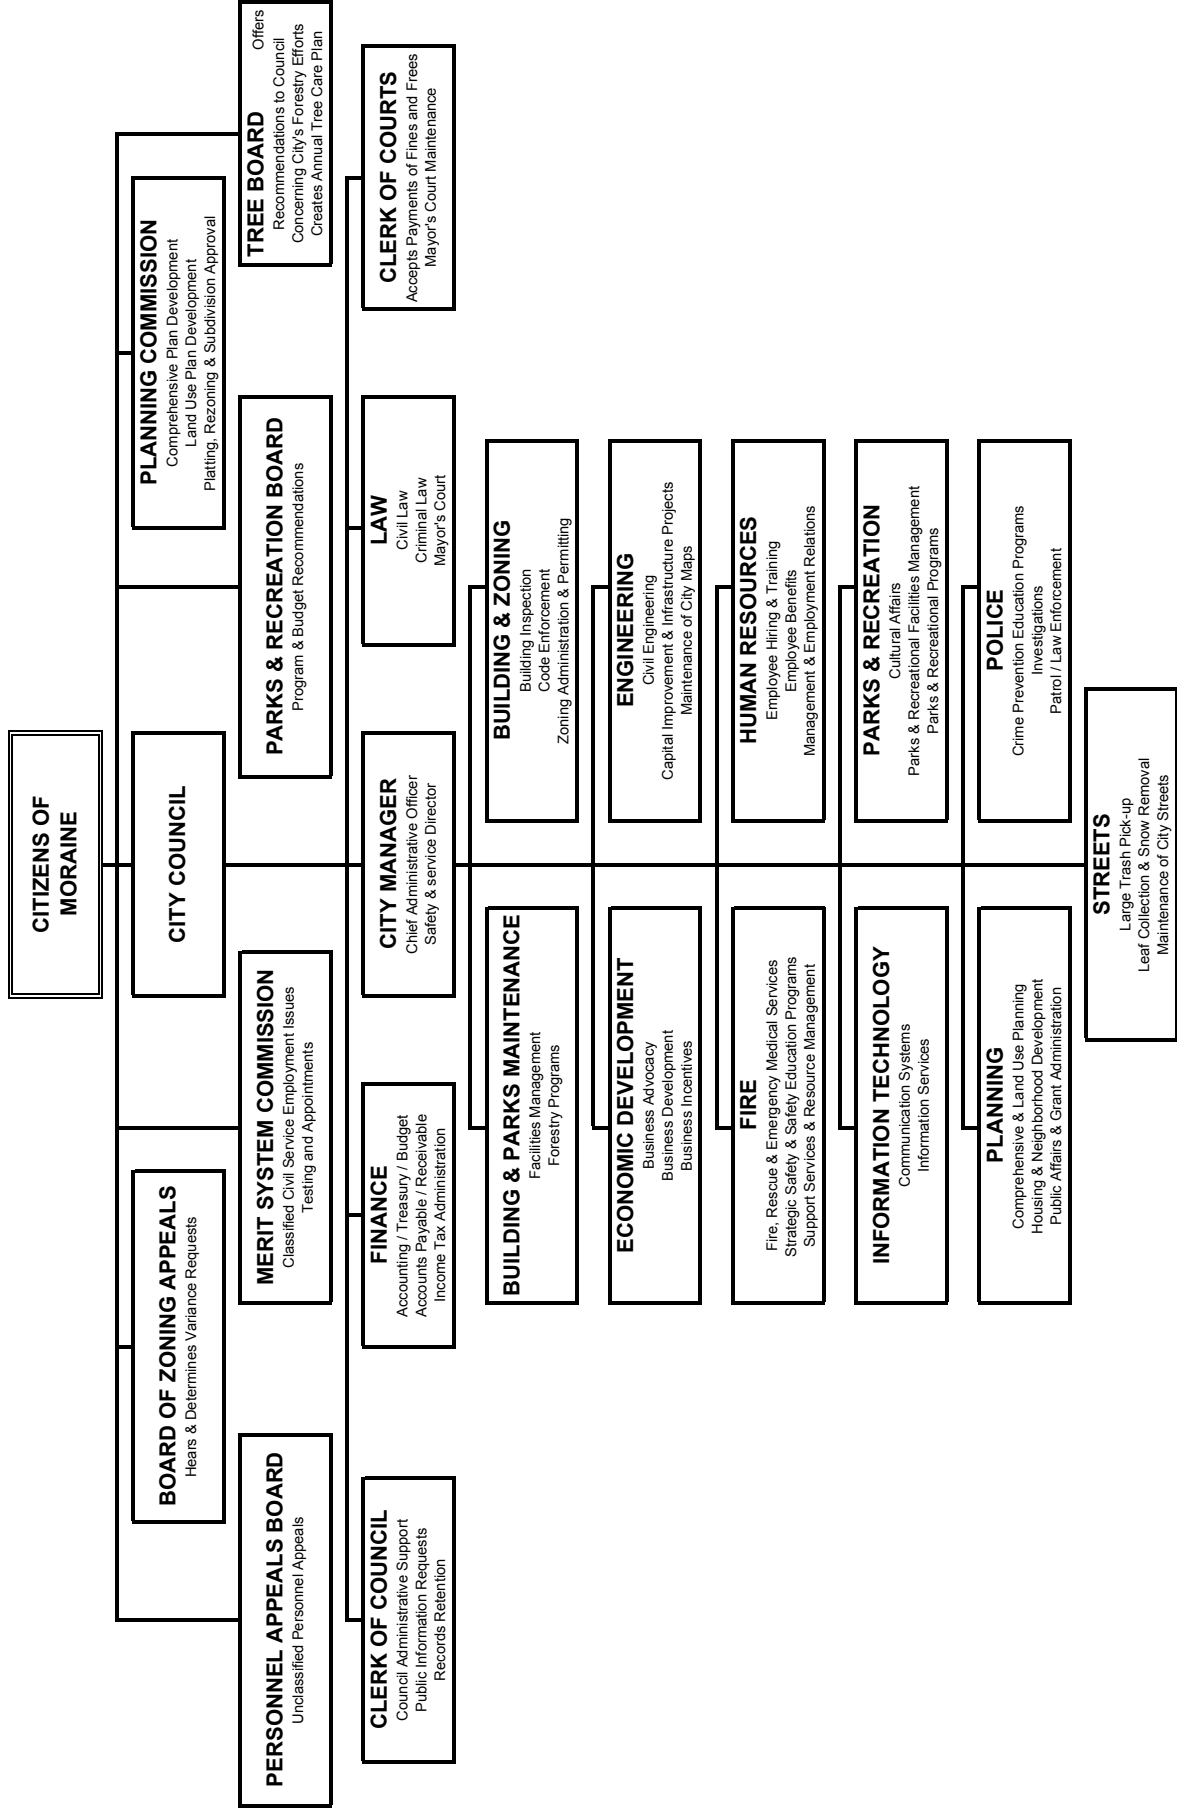 CITIZENS OF
MORAINE
BOARD OF ZONING APPEALS
Hears & Determines Variance Requests
CITY COUNCIL
PLANNING COMMISSION
Comprehensive Plan Development
Land Use Plan Development
Platting, Rezoning & Subdivision Approval
PERSONNEL APPEALS BOARD
Unclassified Personnel Appeals
MERIT SYSTEM COMMISSION
Classified Civil Service Employment Issues
Testing and Appointments
PARKS & RECREATION BOARD
Program & Budget Recommendations
TREE BOARD
Offers
Recommendations to Council
Concerning City's Forestry Efforts
Creates Annual Tree Care Plan
CLERK OF COUNCIL
Council Administrative Support
Public Information Requests
Records Retention
FINANCE
Accounting / Treasury / Budget
Accounts Payable / Receivable
Income Tax Administration
CITY MANAGER
Chief Administrative Officer
Safety & service Director
LAW
Civil Law
Criminal Law
Mayor's Court
CLERK OF COURTS
Accepts Payments of Fines and Frees
Mayor's Court Maintenance
BUILDING & PARKS MAINTENANCE
Facilities Management
Forestry Programs
BUILDING & ZONING
Building Inspection
Code Enforcement
Zoning Administration & Permitting
ECONOMIC DEVELOPMENT
Business Advocacy
Business Development
Business Incentives
ENGINEERING
Civil Engineering
Capital Improvement & Infrastructure Projects
Maintenance of City Maps
FIRE
Fire, Rescue & Emergency Medical Services
Strategic Safety & Safety Education Programs
Support Services & Resource Management
HUMAN RESOURCES
Employee Hiring & Training
Employee Benefits
Management & Employment Relations
INFORMATION TECHNOLOGY
Communication Systems
Information Services
PARKS & RECREATION
Cultural Affairs
Parks & Recreational Facilities Management
Parks & Recreational Programs
PLANNING
Comprehensive & Land Use Planning
Housing & Neighborhood Development
Public Affairs & Grant Administration
POLICE
Crime Prevention Education Programs
Investigations
Patrol / Law Enforcement
STREETS
Large Trash Pick-up
Leaf Collection & Snow Removal
Maintenance of City Streets